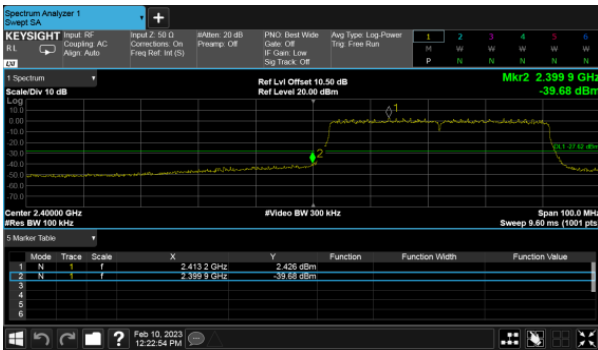 Spectrum Analyzer 1
Swept SA
+
KEYSIGHT Input: RF Input Z: 50 Ω #Atten: 20 dB PNO: Best Wide Avg Type: Log-Power 1 2 3 4 5 6
RL Coupling: AC Corrections: On Preamp: Off Gate: Off Trig: Free Run M W W W W W
Align: Auto Freq Ref: Int (S) IF Gain: Low
LXI Sig Track: Off P N N N N N
1 Spectrum Ref Lvl Offset 10.50 dB Mkr2 2.399 9 GHz
Scale/Div 10 dB Ref Level 20.00 dBm -39.68 dBm
Log
10.0
0.00
-10.0
-20.0
-30.0
-40.0
-50.0
-60.0
-70.0
1
2
DL1 -27.62 dBm
Center 2.40000 GHz #Video BW 300 kHz Span 100.0 MHz
#Res BW 100 kHz Sweep 9.60 ms (1001 pts)
5 Marker Table
Mode Trace Scale X Y Function Function Width Function Value
1 N 1 f 2.413 2 GHz 2.426 dBm
2 N 1 f 2.399 9 GHz -39.68 dBm
3
4
5
6
? Feb 10, 2023
12:22:54 PM